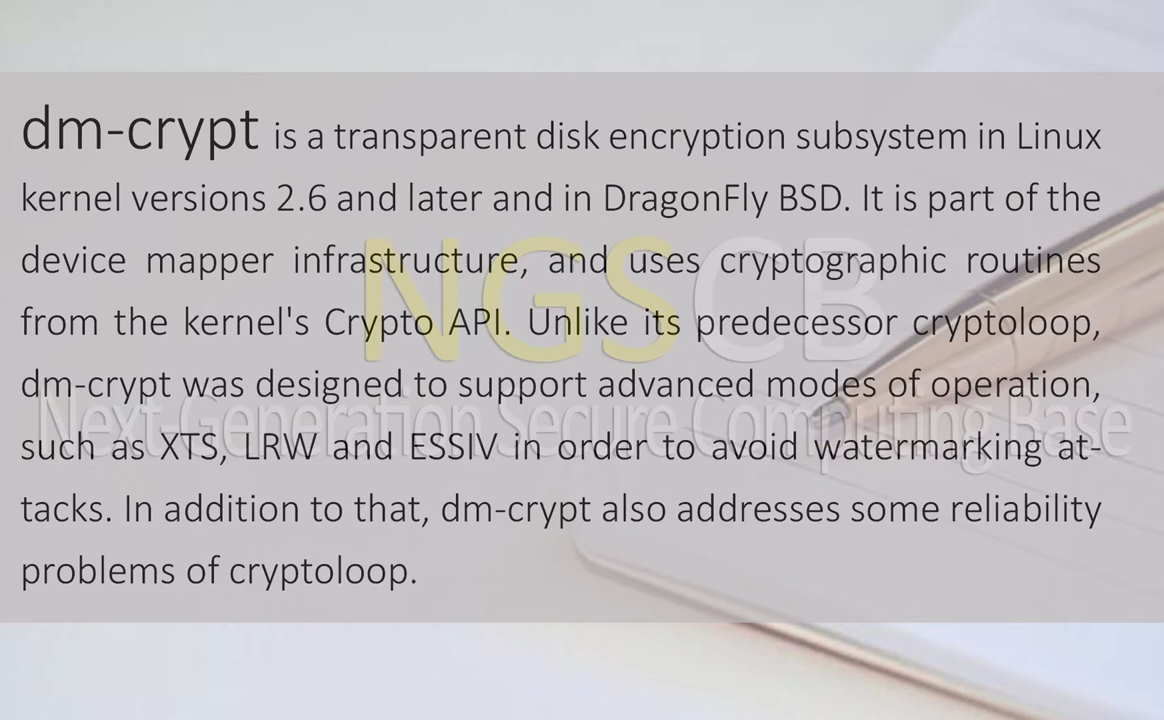 dm-crypt is a transparent disk encryption subsystem in Linux
kernel versions 2.6 and later and in DragonFly BSD. It is part of the
device mapper infrastructure, and uses cryptographic routines
from the kernel's Crypto API. Unlike its predecessor cryptoloop,
dm-crypt was designed to support advanced modes of operation,
such as XTS, LRW and ESSIV in order to avoid watermarking at-
tacks. In addition to that, dm-crypt also addresses some reliability
problems of cryptoloop.
NGSCB
Next-Generation Secure Computing Base